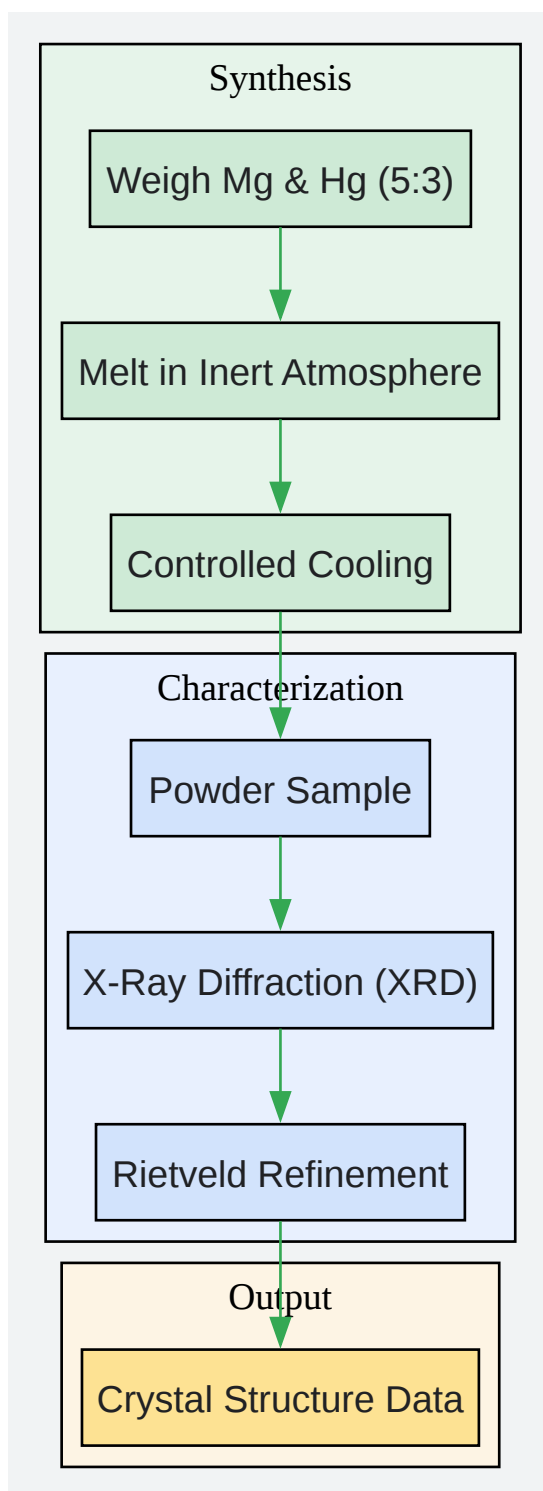 Synthesis
Weigh Mg & Hg (5:3)
Melt in Inert Atmosphere
Controlled Cooling
Characterization
Powder Sample
X-Ray Diffraction (XRD)
Rietveld Refinement
Output
Crystal Structure Data